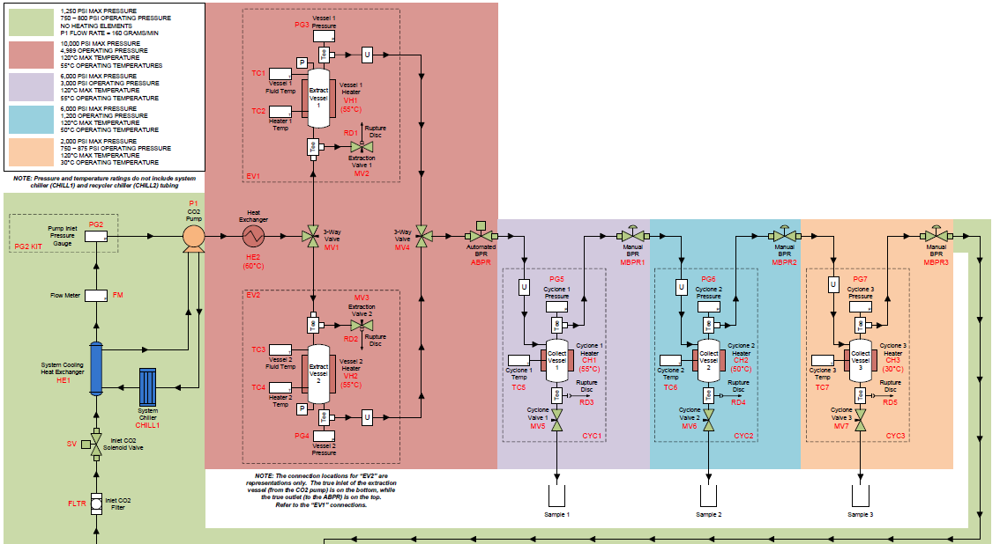 1,250 PSI MAX PRESSURE
750 – 800 PSI OPERATING PRESSURE
NO HEATING ELEMENTS
P1 FLOW RATE = 160 GRAMS/MIN
10,000 PSI MAX PRESSURE
4,989 OPERATING PRESSURE
120°C MAX TEMPERATURE
55°C OPERATING TEMPERATURES
6,000 PSI MAX PRESSURE
3,000 PSI OPERATING PRESSURE
120°C MAX TEMPERATURE
55°C OPERATING TEMPERATURE
6,000 PSI MAX PRESSURE
1,200 OPERATING PRESSURE
120°C MAX TEMPERATURE
50°C OPERATING TEMPERATURE
2,000 PSI MAX PRESSURE
750 – 875 PSI OPERATING PRESSURE
120°C MAX TEMPERATURE
30°C OPERATING TEMPERATURE
NOTE: Pressure and temperature ratings do not include system
chiller (CHILL1) and recycler chiller (CHILL2) tubing
PG2
Pump Inlet
Pressure
Gauge
PG2 KIT
P1
CO2
Pump
Flow Meter
FM
System Cooling
Heat Exchanger
HE1
System
Chiller
CHILL1
SV
Inlet CO2
Solenoid Valve
FLTR
Inlet CO2
Filter
Heat
Exchanger
HE2
(60°C)
Vessel 1
Pressure
PG3
Tee
U
P
TC1
Vessel 1
Fluid Temp
TC2
Heater 1
Temp
Extract
Vessel
1
Vessel 1
Heater
VH1
(55°C)
Tee
RD1
Rupture
Disc
Extraction
Valve 1
MV2
EV1
3-Way
Valve
MV1
3-Way
Valve
MV4
EV2
MV3
Extraction
Valve 2
Tee
RD2
Rupture
Disc
TC3
Vessel 2
Fluid Temp
TC4
Heater 2
Temp
Extract
Vessel
2
Vessel 2
Heater
VH2
(55°C)
P
Tee
U
PG4
Vessel 2
Pressure
NOTE: The connection locations for “EV2” are
representations only. The true inlet of the extraction
vessel (from the CO2 pump) is on the bottom, while
the true outlet (to the ABPR) is on the top.
Refer to the “EV1” connections.
Automated
BPR
ABPR
U
PG5
Cyclone 1
Pressure
Tee
Collect
Vessel
1
Cyclone 1
Heater
CH1
(55°C)
Cyclone 1
Temp
TC5
Tee
Rupture
Disc
RD3
Cyclone
Valve 1
MV5
CYC1
Sample 1
Manual
BPR
MBPR1
U
PG6
Cyclone 2
Pressure
Tee
Collect
Vessel
2
Cyclone 2
Heater
CH2
(50°C)
Cyclone 2
Temp
TC6
Tee
Rupture
Disc
RD4
Cyclone
Valve 2
MV6
CYC2
Sample 2
Manual
BPR
MBPR2
U
PG7
Cyclone 3
Pressure
Tee
Collect
Vessel
3
Cyclone 3
Heater
CH3
(30°C)
Cyclone 3
Temp
TC7
Tee
Rupture
Disc
RD5
Cyclone
Valve 3
MV7
CYC3
Sample 3
Manual
BPR
MBPR3